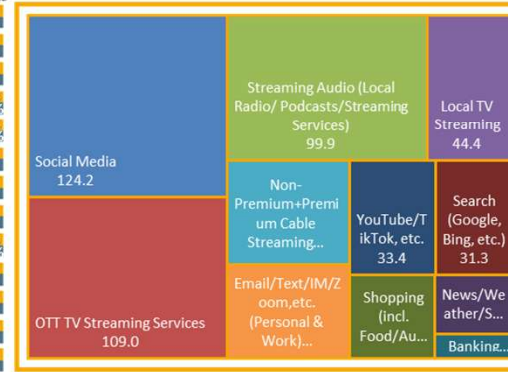 Social Media
124.2
OTT TV Streaming Services
109.0
Streaming Audio (Local
Radio/ Podcasts/Streaming
Services)
99.9
Local TV
Streaming
44.4
Non-
Premium+Premi
um Cable
Streaming...
Email/Text/IM/Z
oom,etc.
(Personal &
Work)...
YouTube/T
ikTok, etc.
33.4
Search
(Google,
Bing, etc.)
31.3
Shopping
(incl.
Food/Au...
News/We
ather/S...
Banking...